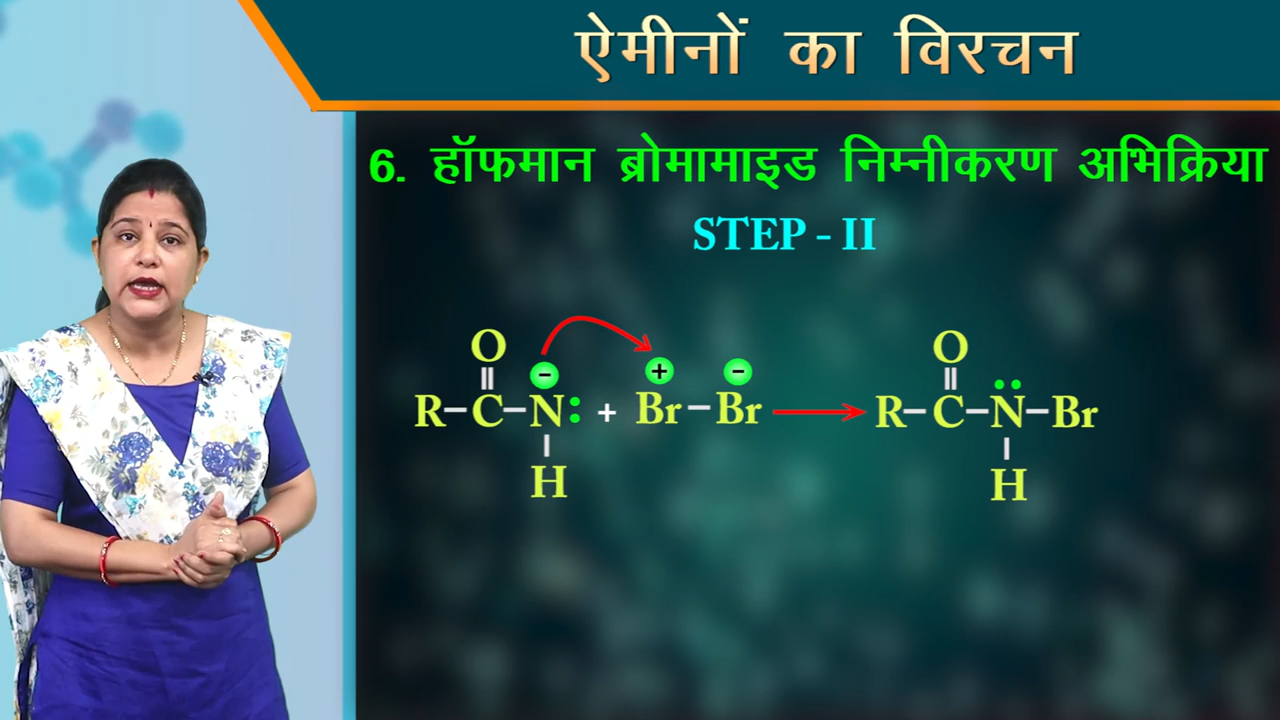 ऐमीनों का विरचन
6. हॉफमान ब्रोमामाइड निम्नीकरण अभिक्रिया
STEP - II
O O
− + −
R–C–N: + Br–Br → R–C–N̈–Br
H H